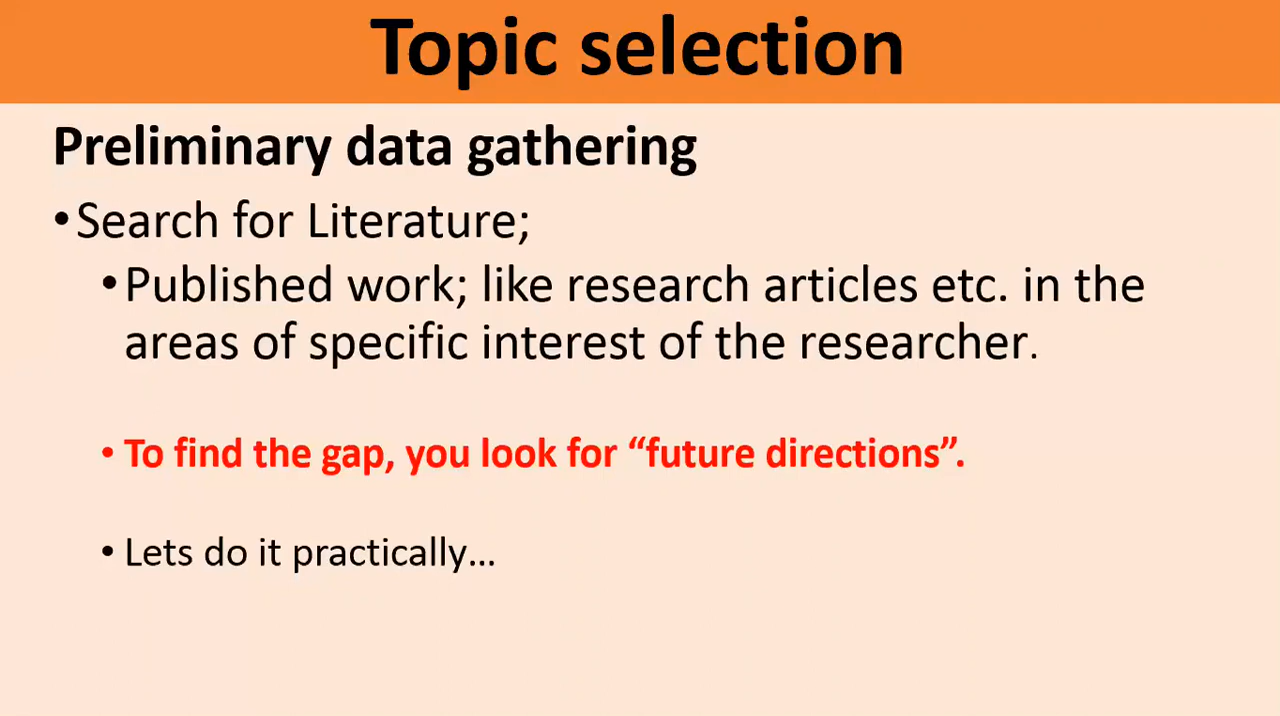 Topic selection
Preliminary data gathering
•Search for Literature;
•Published work; like research articles etc. in the
areas of specific interest of the researcher.
• To find the gap, you look for “future directions”.
• Lets do it practically…